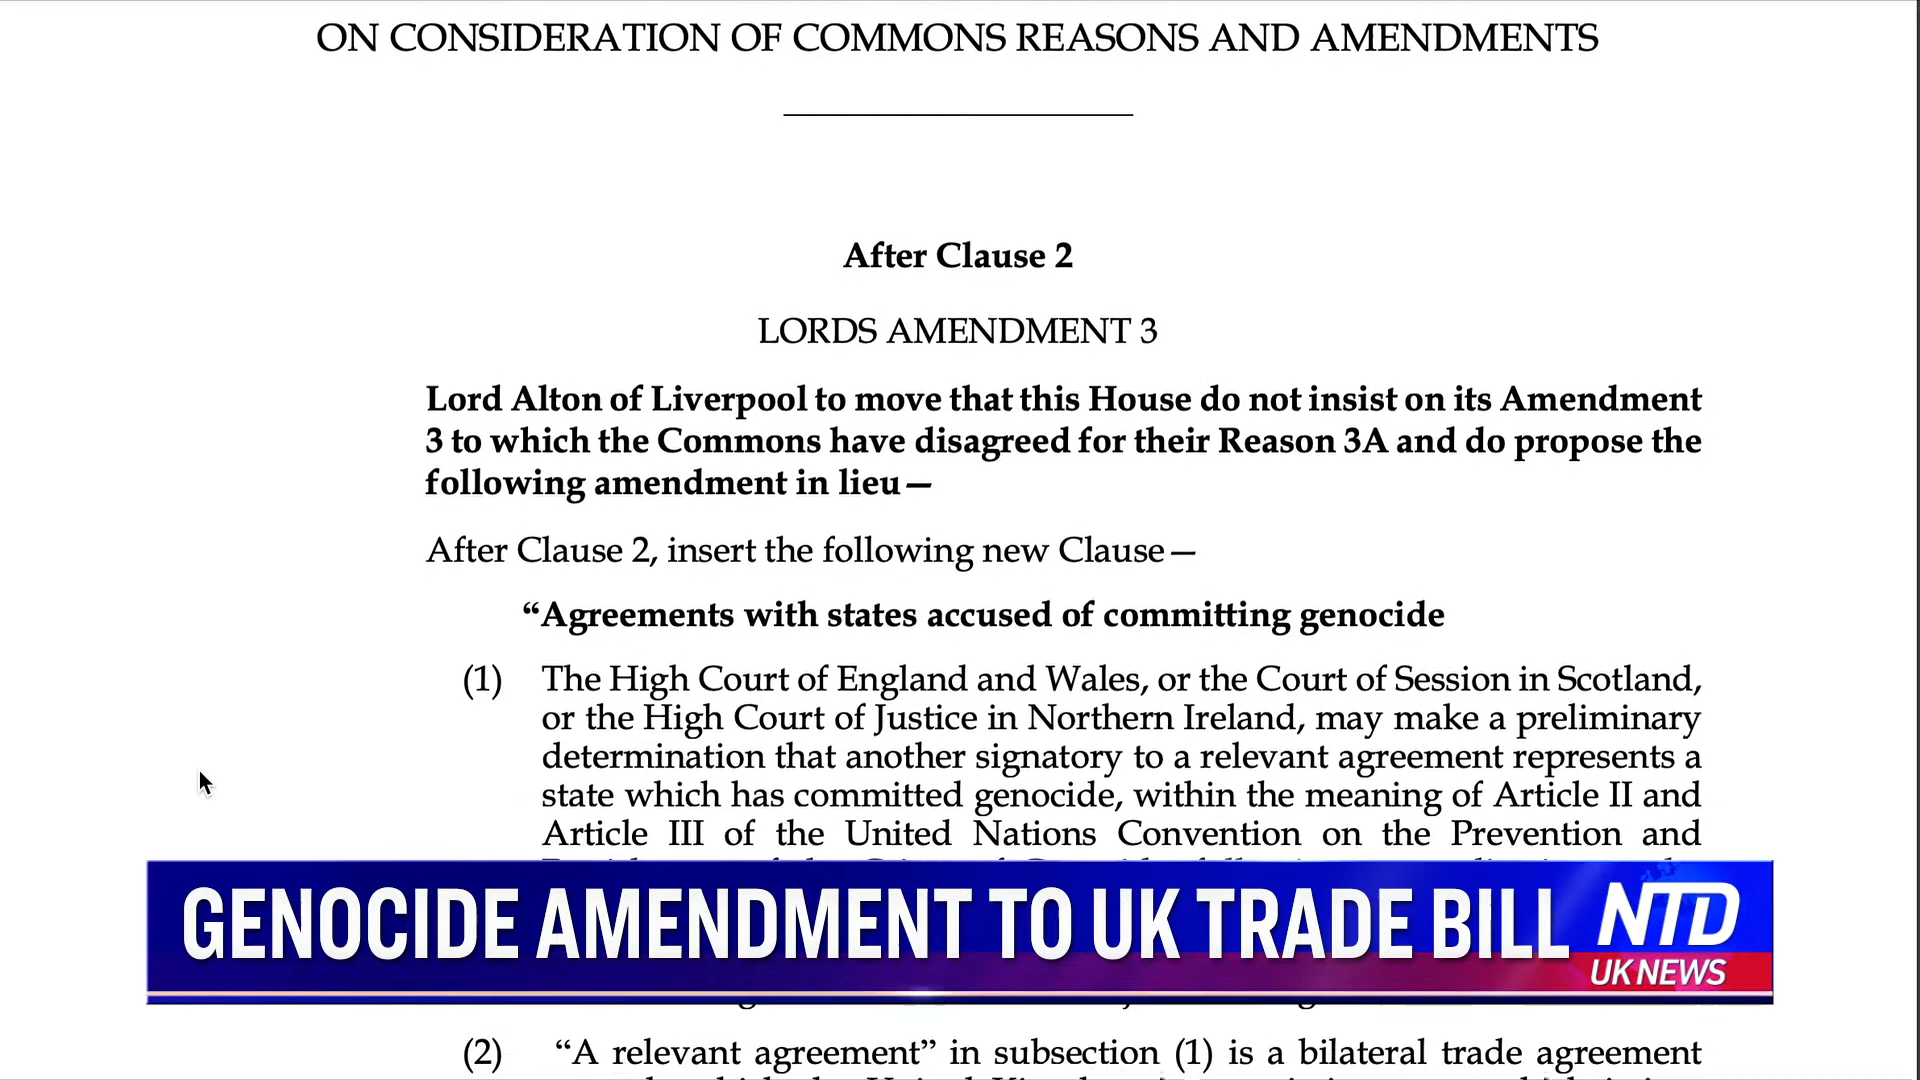 ON CONSIDERATION OF COMMONS REASONS AND AMENDMENTS
After Clause 2
LORDS AMENDMENT 3
Lord Alton of Liverpool to move that this House do not insist on its Amendment
3 to which the Commons have disagreed for their Reason 3A and do propose the
following amendment in lieu—
After Clause 2, insert the following new Clause—
“Agreements with states accused of committing genocide
(1) The High Court of England and Wales, or the Court of Session in Scotland,
or the High Court of Justice in Northern Ireland, may make a preliminary
determination that another signatory to a relevant agreement represents a
state which has committed genocide, within the meaning of Article II and
Article III of the United Nations Convention on the Prevention and
GENOCIDE AMENDMENT TO UK TRADE BILL
NTD
UK NEWS
(2) “A relevant agreement” in subsection (1) is a bilateral trade agreement